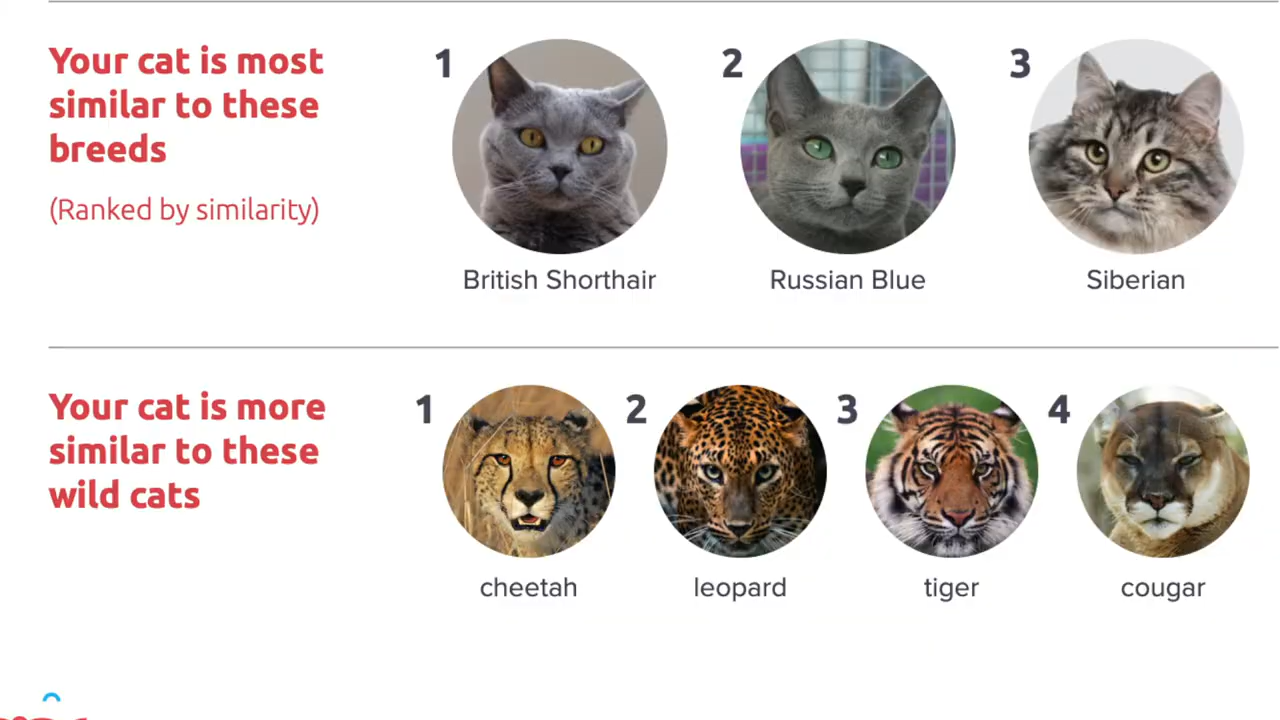 Your cat is most
similar to these
breeds
(Ranked by similarity)
1
2
3
British Shorthair
Russian Blue
Siberian
Your cat is more
similar to these
wild cats
1
2
3
4
cheetah
leopard
tiger
cougar